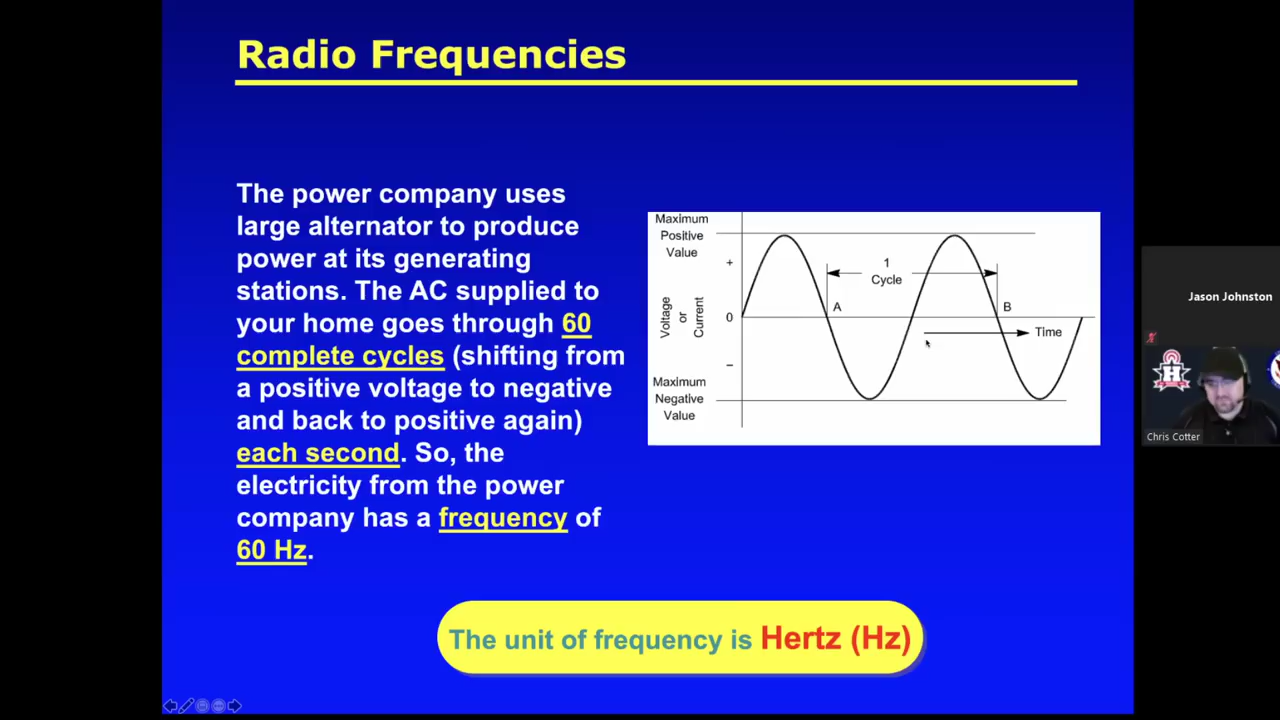 Radio Frequencies
The power company uses
large alternator to produce
power at its generating
stations. The AC supplied to
your home goes through 60
complete cycles (shifting from
a positive voltage to negative
and back to positive again)
each second. So, the
electricity from the power
company has a frequency of
60 Hz.
Maximum
Positive
Value
+
Voltage
or
Current
0
–
Maximum
Negative
Value
1
Cycle
A
B
Time
The unit of frequency is Hertz (Hz)
Jason Johnston
H
Chris Cotter